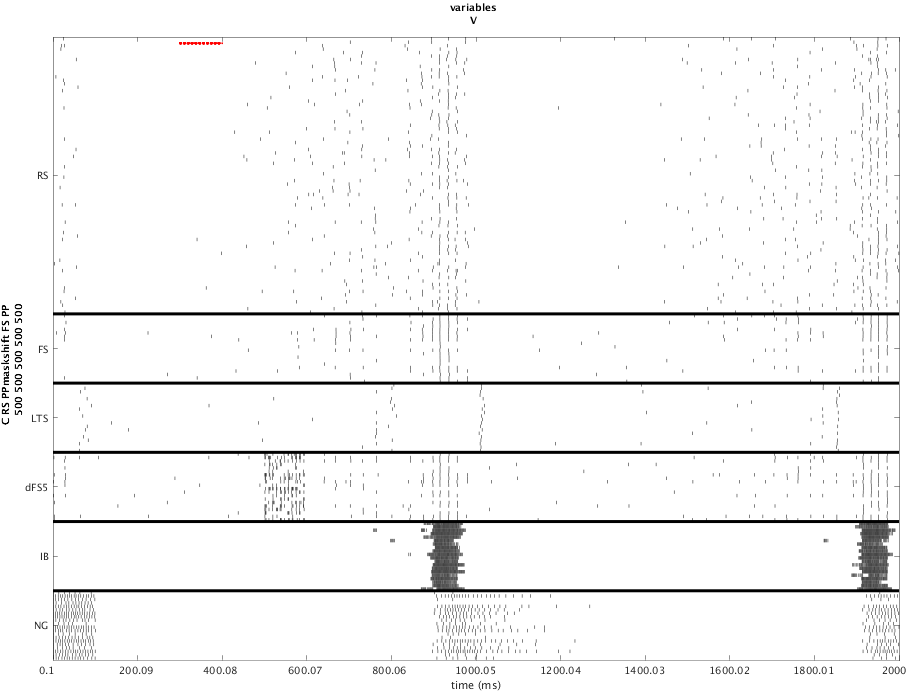 variables
V
RS
FS
LTS
dFS5
IB
NG
C RS PPmaskshift FS PP
500 500 500 500 500
0.1 200.09 400.08 600.07 800.06 1000.05 1200.04 1400.03 1600.02 1800.01 2000
time (ms)